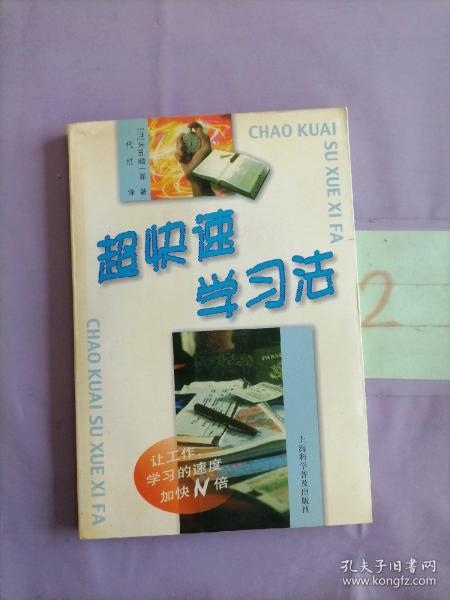 CHAO KUAI
SU XUE XI FA
代红 译
超快速
学习法
CHAO KUAI SU XUE XI FA
PASS
让工作、
学习的速度
加快N倍
上海科学普及出版社
2
孔夫子旧书网
www.kongfz.com